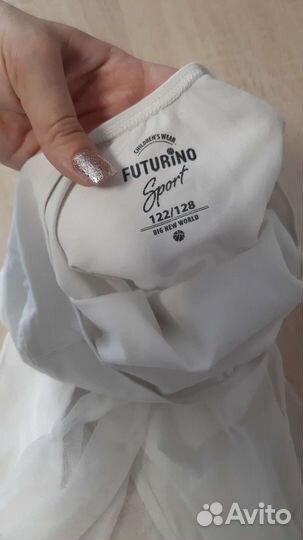 CHILDREN'S WEAR
FUTURINO
Sport
122/128
BIG NEW WORLD
Avito